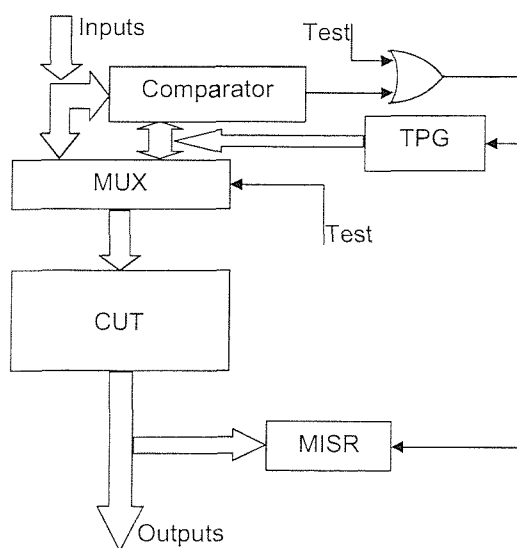 Inputs
Test
Comparator
TPG
MUX
Test
CUT
MISR
Outputs